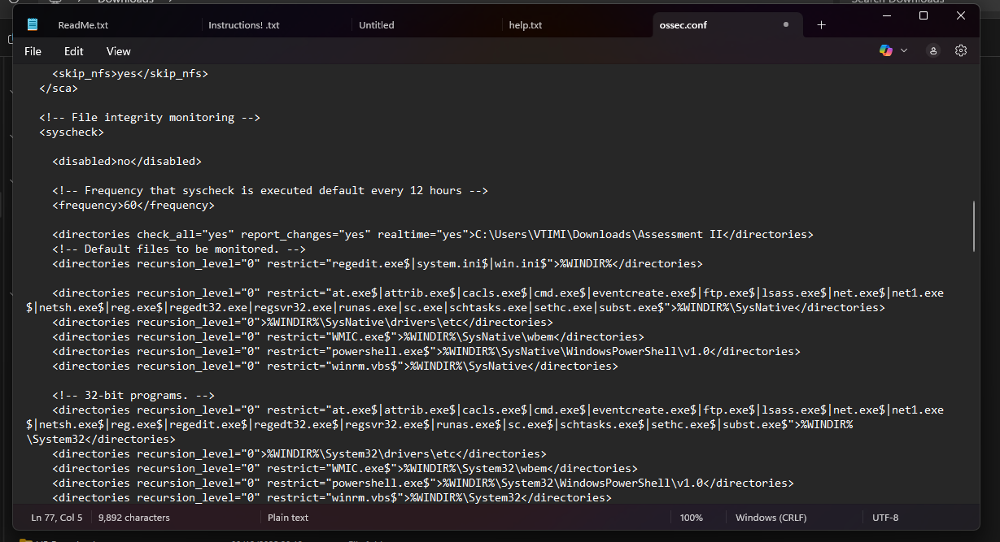 Downloads
Search Downloads
ReadMe.txt
Instructions! .txt
Untitled
help.txt
ossec.conf
File
Edit
View
<skip_nfs>yes</skip_nfs>
</sca>
<!-- File integrity monitoring -->
<syscheck>
<disabled>no</disabled>
<!-- Frequency that syscheck is executed default every 12 hours -->
<frequency>60</frequency>
<directories check_all="yes" report_changes="yes" realtime="yes">C:\Users\VTIMI\Downloads\Assessment II</directories>
<!-- Default files to be monitored. -->
<directories recursion_level="0" restrict="regedit.exe$|system.ini$|win.ini$">%WINDIR%</directories>
<directories recursion_level="0" restrict="at.exe$|attrib.exe$|cacls.exe$|cmd.exe$|eventcreate.exe$|ftp.exe$|lsass.exe$|net.exe$|net1.exe
$|netsh.exe$|reg.exe$|regedt32.exe|regsvr32.exe|runas.exe|sc.exe|schtasks.exe|sethc.exe|subst.exe$">%WINDIR%\SysNative</directories>
<directories recursion_level="0">%WINDIR%\SysNative\drivers\etc</directories>
<directories recursion_level="0" restrict="WMIC.exe$">%WINDIR%\SysNative\wbem</directories>
<directories recursion_level="0" restrict="powershell.exe$">%WINDIR%\SysNative\WindowsPowerShell\v1.0</directories>
<directories recursion_level="0" restrict="winrm.vbs$">%WINDIR%\SysNative</directories>
<!-- 32-bit programs. -->
<directories recursion_level="0" restrict="at.exe$|attrib.exe$|cacls.exe$|cmd.exe$|eventcreate.exe$|ftp.exe$|lsass.exe$|net.exe$|net1.exe
$|netsh.exe$|reg.exe$|regedit.exe$|regedt32.exe$|regsvr32.exe$|runas.exe$|sc.exe$|schtasks.exe$|sethc.exe$|subst.exe$">%WINDIR%
\System32</directories>
<directories recursion_level="0">%WINDIR%\System32\drivers\etc</directories>
<directories recursion_level="0" restrict="WMIC.exe$">%WINDIR%\System32\wbem</directories>
<directories recursion_level="0" restrict="powershell.exe$">%WINDIR%\System32\WindowsPowerShell\v1.0</directories>
<directories recursion_level="0" restrict="winrm.vbs$">%WINDIR%\System32</directories>
Ln 77, Col 5
9,892 characters
Plain text
100%
Windows (CRLF)
UTF-8